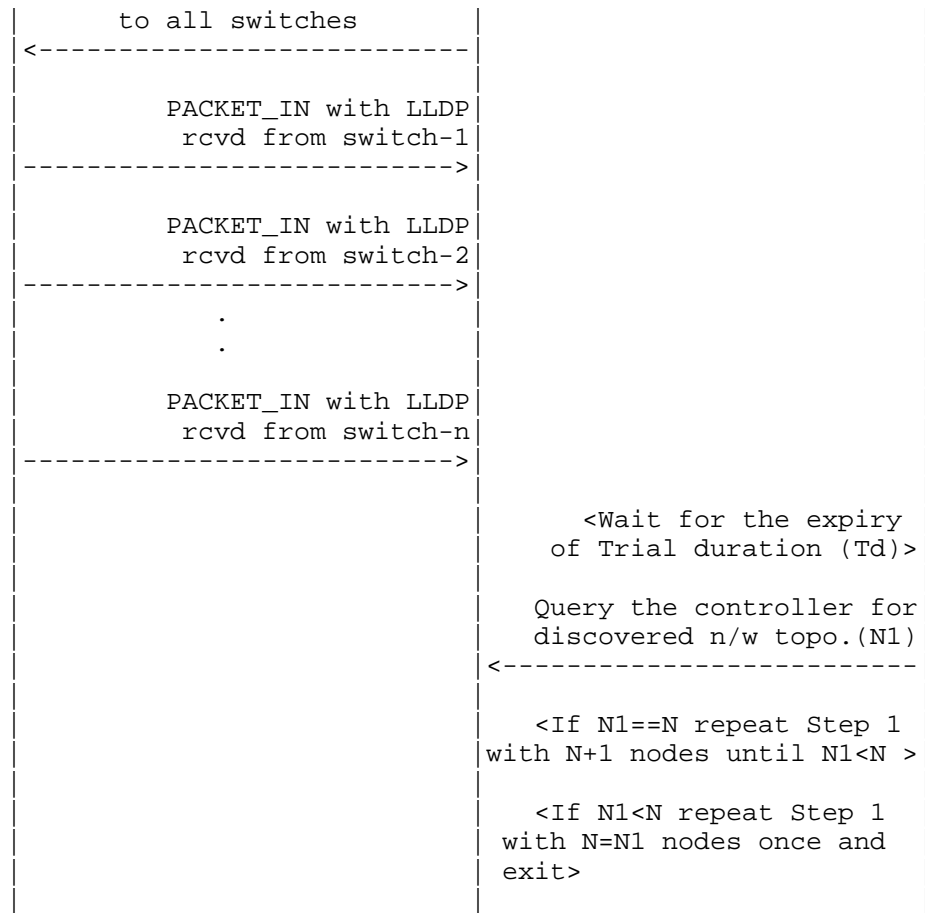 to all switches
<---------------------------
PACKET_IN with LLDP
rcvd from switch-1
--------------------------->
PACKET_IN with LLDP
rcvd from switch-2
--------------------------->
.
.
PACKET_IN with LLDP
rcvd from switch-n
--------------------------->
<Wait for the expiry
of Trial duration (Td)>
Query the controller for
discovered n/w topo.(N1)
<--------------------------
<If N1==N repeat Step 1
with N+1 nodes until N1<N >
<If N1<N repeat Step 1
with N=N1 nodes once and
exit>